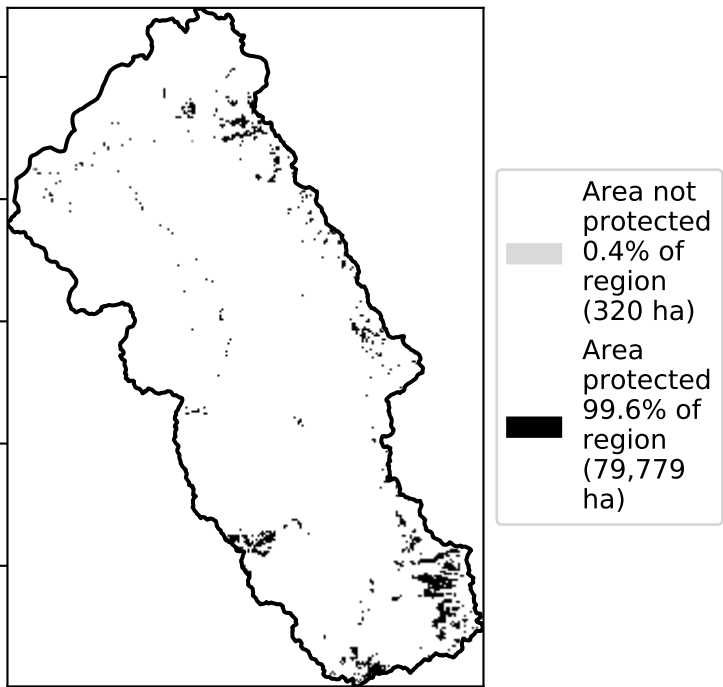 Area not
protected
0.4% of
region
(320 ha)
Area
protected
99.6% of
region
(79,779
ha)